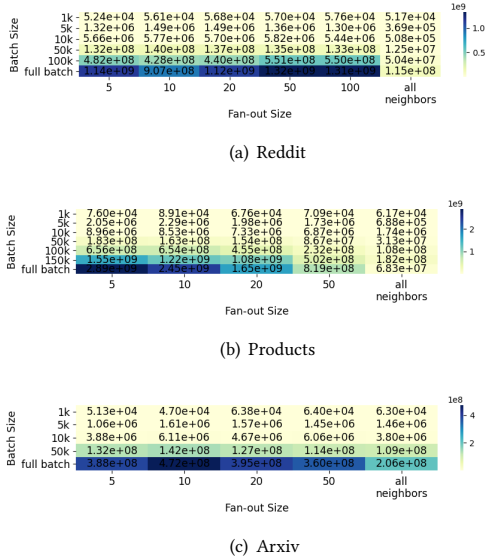 1e9
1k 5.24e+04 5.61e+04 5.68e+04 5.70e+04 5.76e+04 5.17e+04
5k 1.32e+06 1.49e+06 1.49e+06 1.36e+06 1.30e+06 3.69e+05
10k 5.66e+06 5.77e+06 5.70e+06 5.82e+06 5.44e+06 5.08e+05
50k 1.32e+08 1.40e+08 1.37e+08 1.35e+08 1.33e+08 1.25e+07
100k 4.82e+08 4.28e+08 4.40e+08 5.51e+08 5.50e+08 5.04e+07
full batch 1.14e+09 9.07e+08 1.12e+09 1.32e+09 1.31e+09 1.15e+08
Batch Size
1.0
0.5
5 10 20 50 100 all
neighbors
Fan-out Size
(a) Reddit
1e9
1k 7.60e+04 8.91e+04 6.76e+04 7.09e+04 6.17e+04
5k 2.05e+06 2.29e+06 1.98e+06 1.73e+06 6.88e+05
10k 8.96e+06 8.53e+06 7.33e+06 6.87e+06 1.74e+06
50k 1.83e+08 1.63e+08 1.54e+08 8.67e+07 3.13e+07
100k 6.56e+08 6.54e+08 4.55e+08 2.32e+08 1.08e+08
150k 1.55e+09 1.22e+09 1.08e+09 5.02e+08 1.82e+08
full batch 2.89e+09 2.45e+09 1.65e+09 8.19e+08 6.83e+07
Batch Size
2
1
5 10 20 50 all
neighbors
Fan-out Size
(b) Products
1e8
1k 5.13e+04 4.70e+04 6.38e+04 6.40e+04 6.30e+04
5k 1.06e+06 1.61e+06 1.57e+06 1.45e+06 1.46e+06
10k 3.88e+06 6.11e+06 4.67e+06 6.06e+06 3.80e+06
50k 1.32e+08 1.42e+08 1.27e+08 1.14e+08 1.09e+08
full batch 3.88e+08 4.72e+08 3.95e+08 3.60e+08 2.06e+08
Batch Size
4
2
5 10 20 50 all
neighbors
Fan-out Size
(c) Arxiv